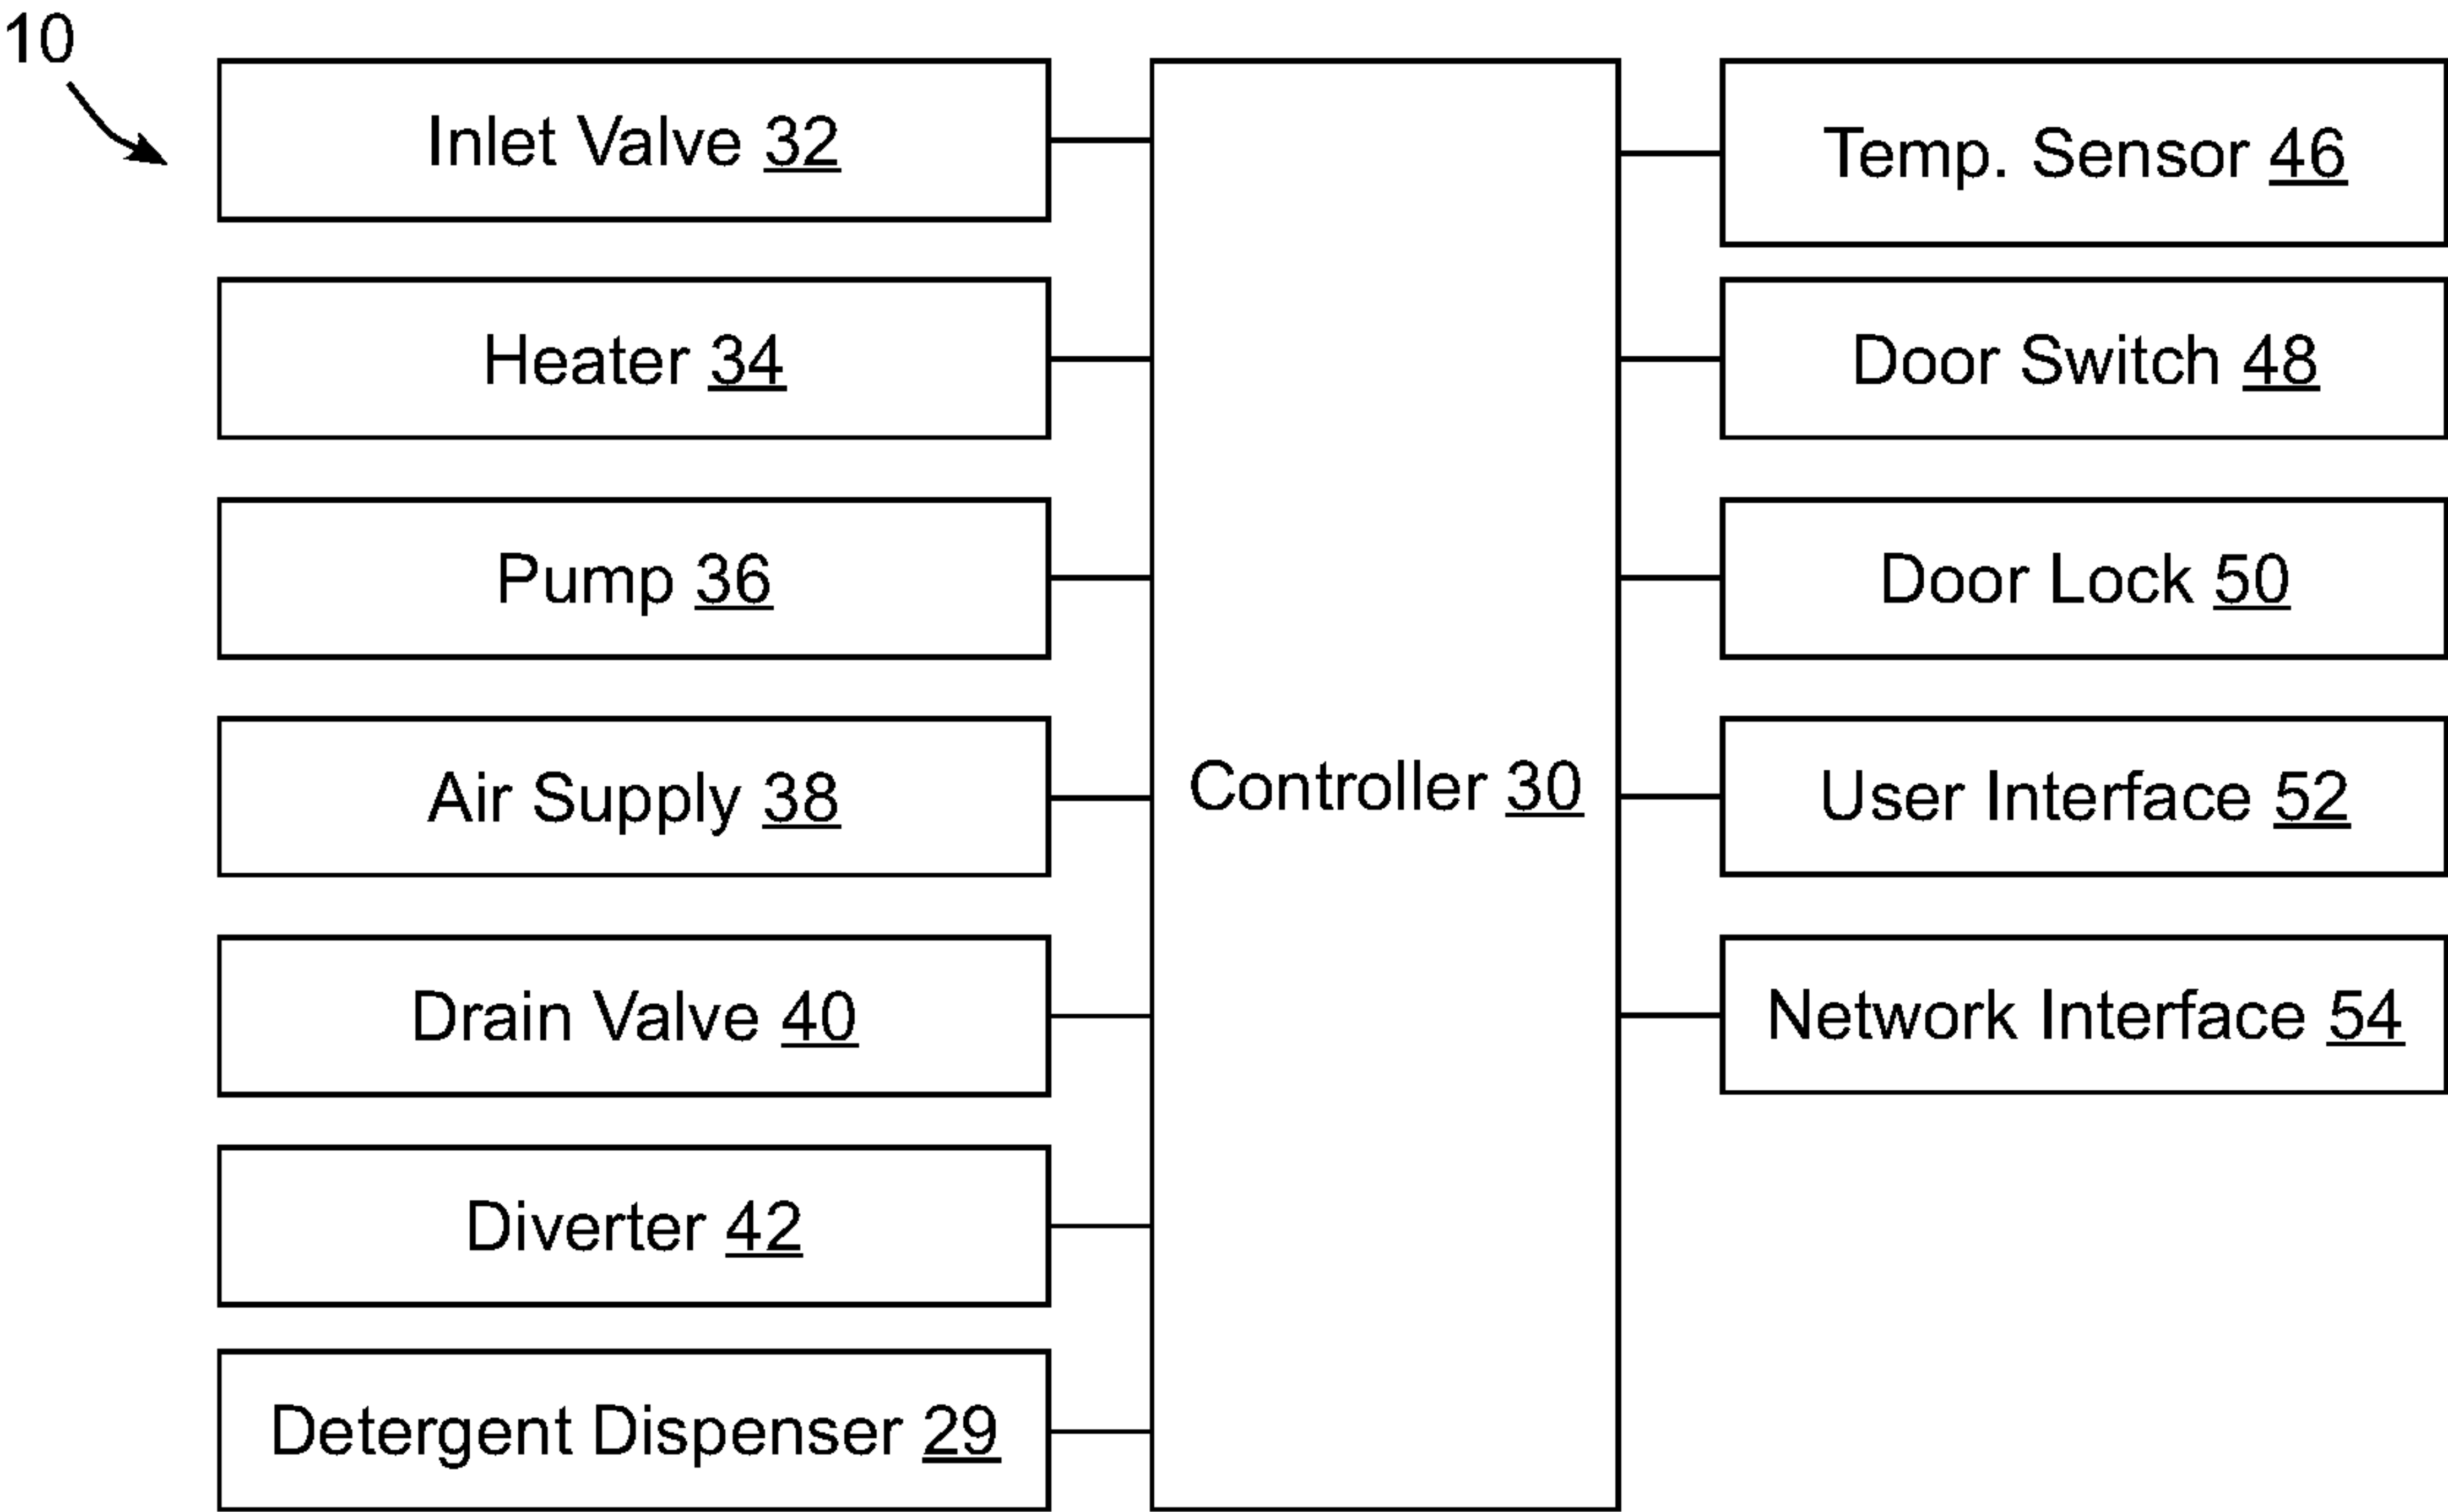 10
Inlet Valve 32
Heater 34
Pump 36
Air Supply 38
Drain Valve 40
Diverter 42
Detergent Dispenser 29
Controller 30
Temp. Sensor 46
Door Switch 48
Door Lock 50
User Interface 52
Network Interface 54